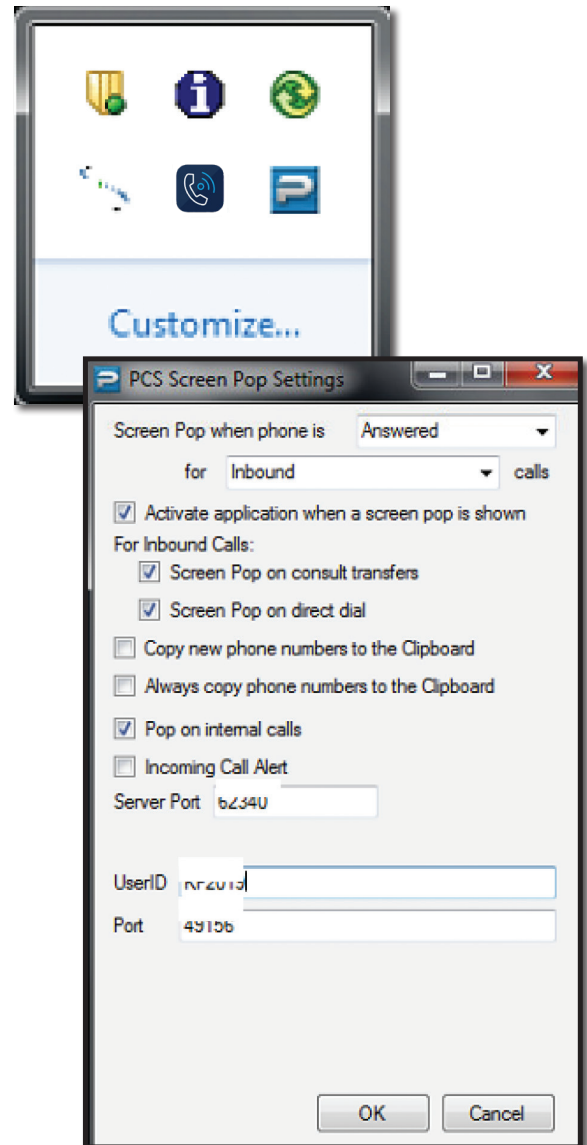 Customize...
PCS Screen Pop Settings
Screen Pop when phone is Answered
for Inbound calls
Activate application when a screen pop is shown
For Inbound Calls:
Screen Pop on consult transfers
Screen Pop on direct dial
Copy new phone numbers to the Clipboard
Always copy phone numbers to the Clipboard
Pop on internal calls
Incoming Call Alert
Server Port 62340
UserID
Port 49156
OK Cancel